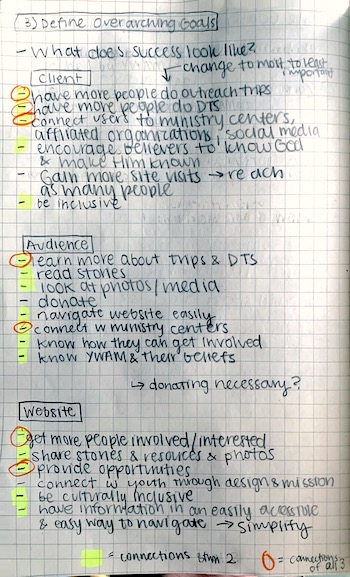 3) Define Overarching Goals
- What does success look like?
change to most to least
important
Client
- have more people do outreach trips
- have more people do DTS
- connect users to ministry centers,
affiliated organizations, social media
- encourage believers to know God
& make Him known
- Gain more site visits → reach
as many people
- be inclusive
Audience
- learn more about trips & DTS
- read stories
- look at photos/media
- donate
- navigate website easily
- connect w ministry centers
- know how they can get involved
- know YWAM & their beliefs
↳ donating necessary?
Website
- get more people involved/interested
- share stories & resources & photos
- provide opportunities
- connect w youth through design & mission
- be culturally inclusive
- have information in an easily accessible
& easy way to navigate → simplify
= connections btwn 2
= connections
of all 3